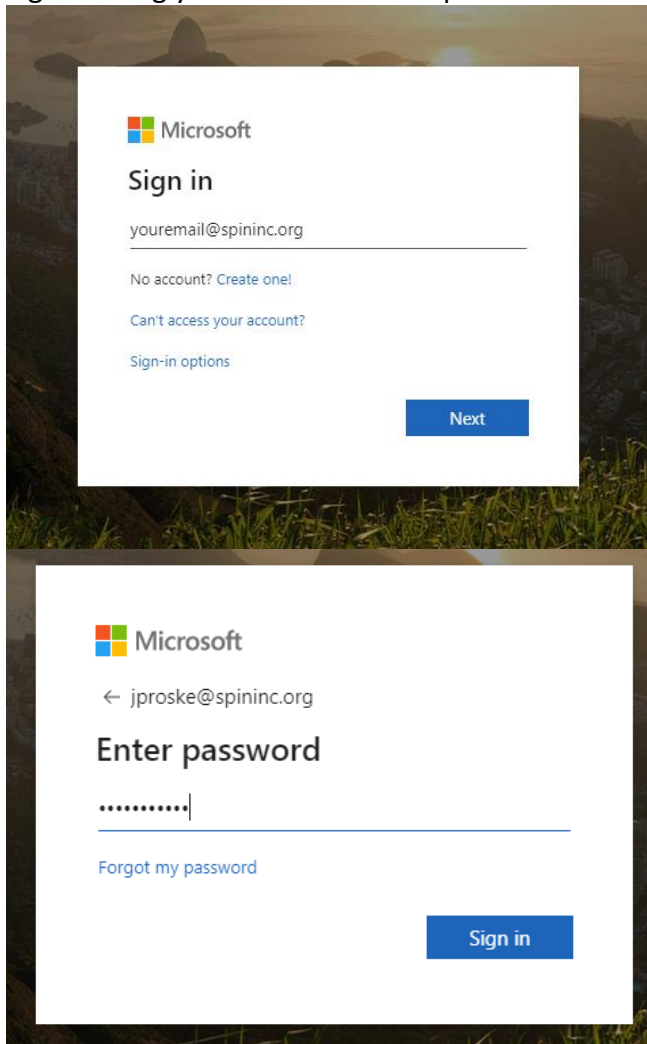 Microsoft
Sign in
youremail@spininc.org
No account? Create one!
Can't access your account?
Sign-in options
Next
Microsoft
← jproske@spininc.org
Enter password
•••••••••••
Forgot my password
Sign in